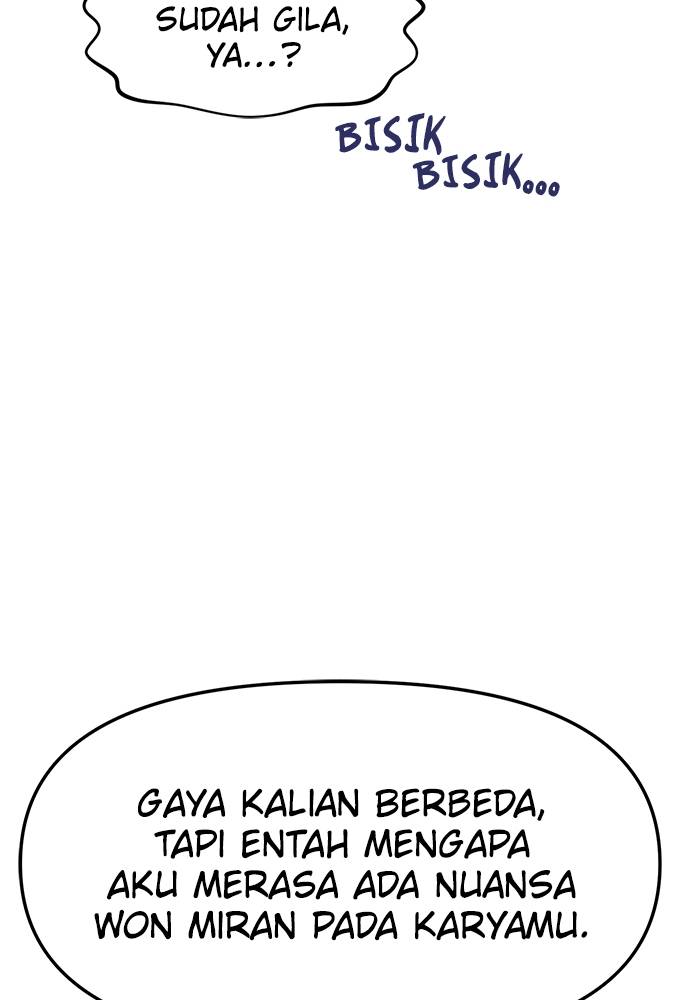 SUDAH GILA,
YA...?
BISIK
BISIK...
GAYA KALIAN BERBEDA,
TAPI ENTAH MENGAPA
AKU MERASA ADA NUANSA
WON MIRAN PADA KARYAMU.